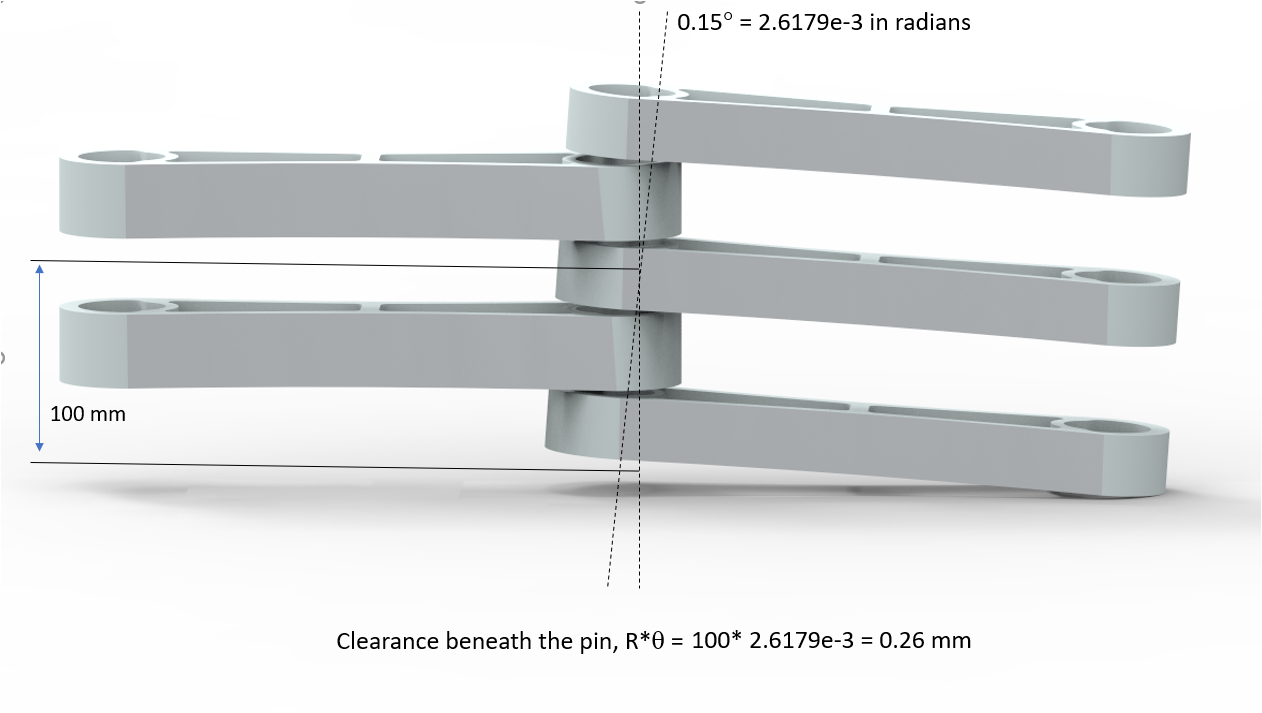 0.15° = 2.6179e-3 in radians
100 mm
Clearance beneath the pin, R*θ = 100* 2.6179e-3 = 0.26 mm